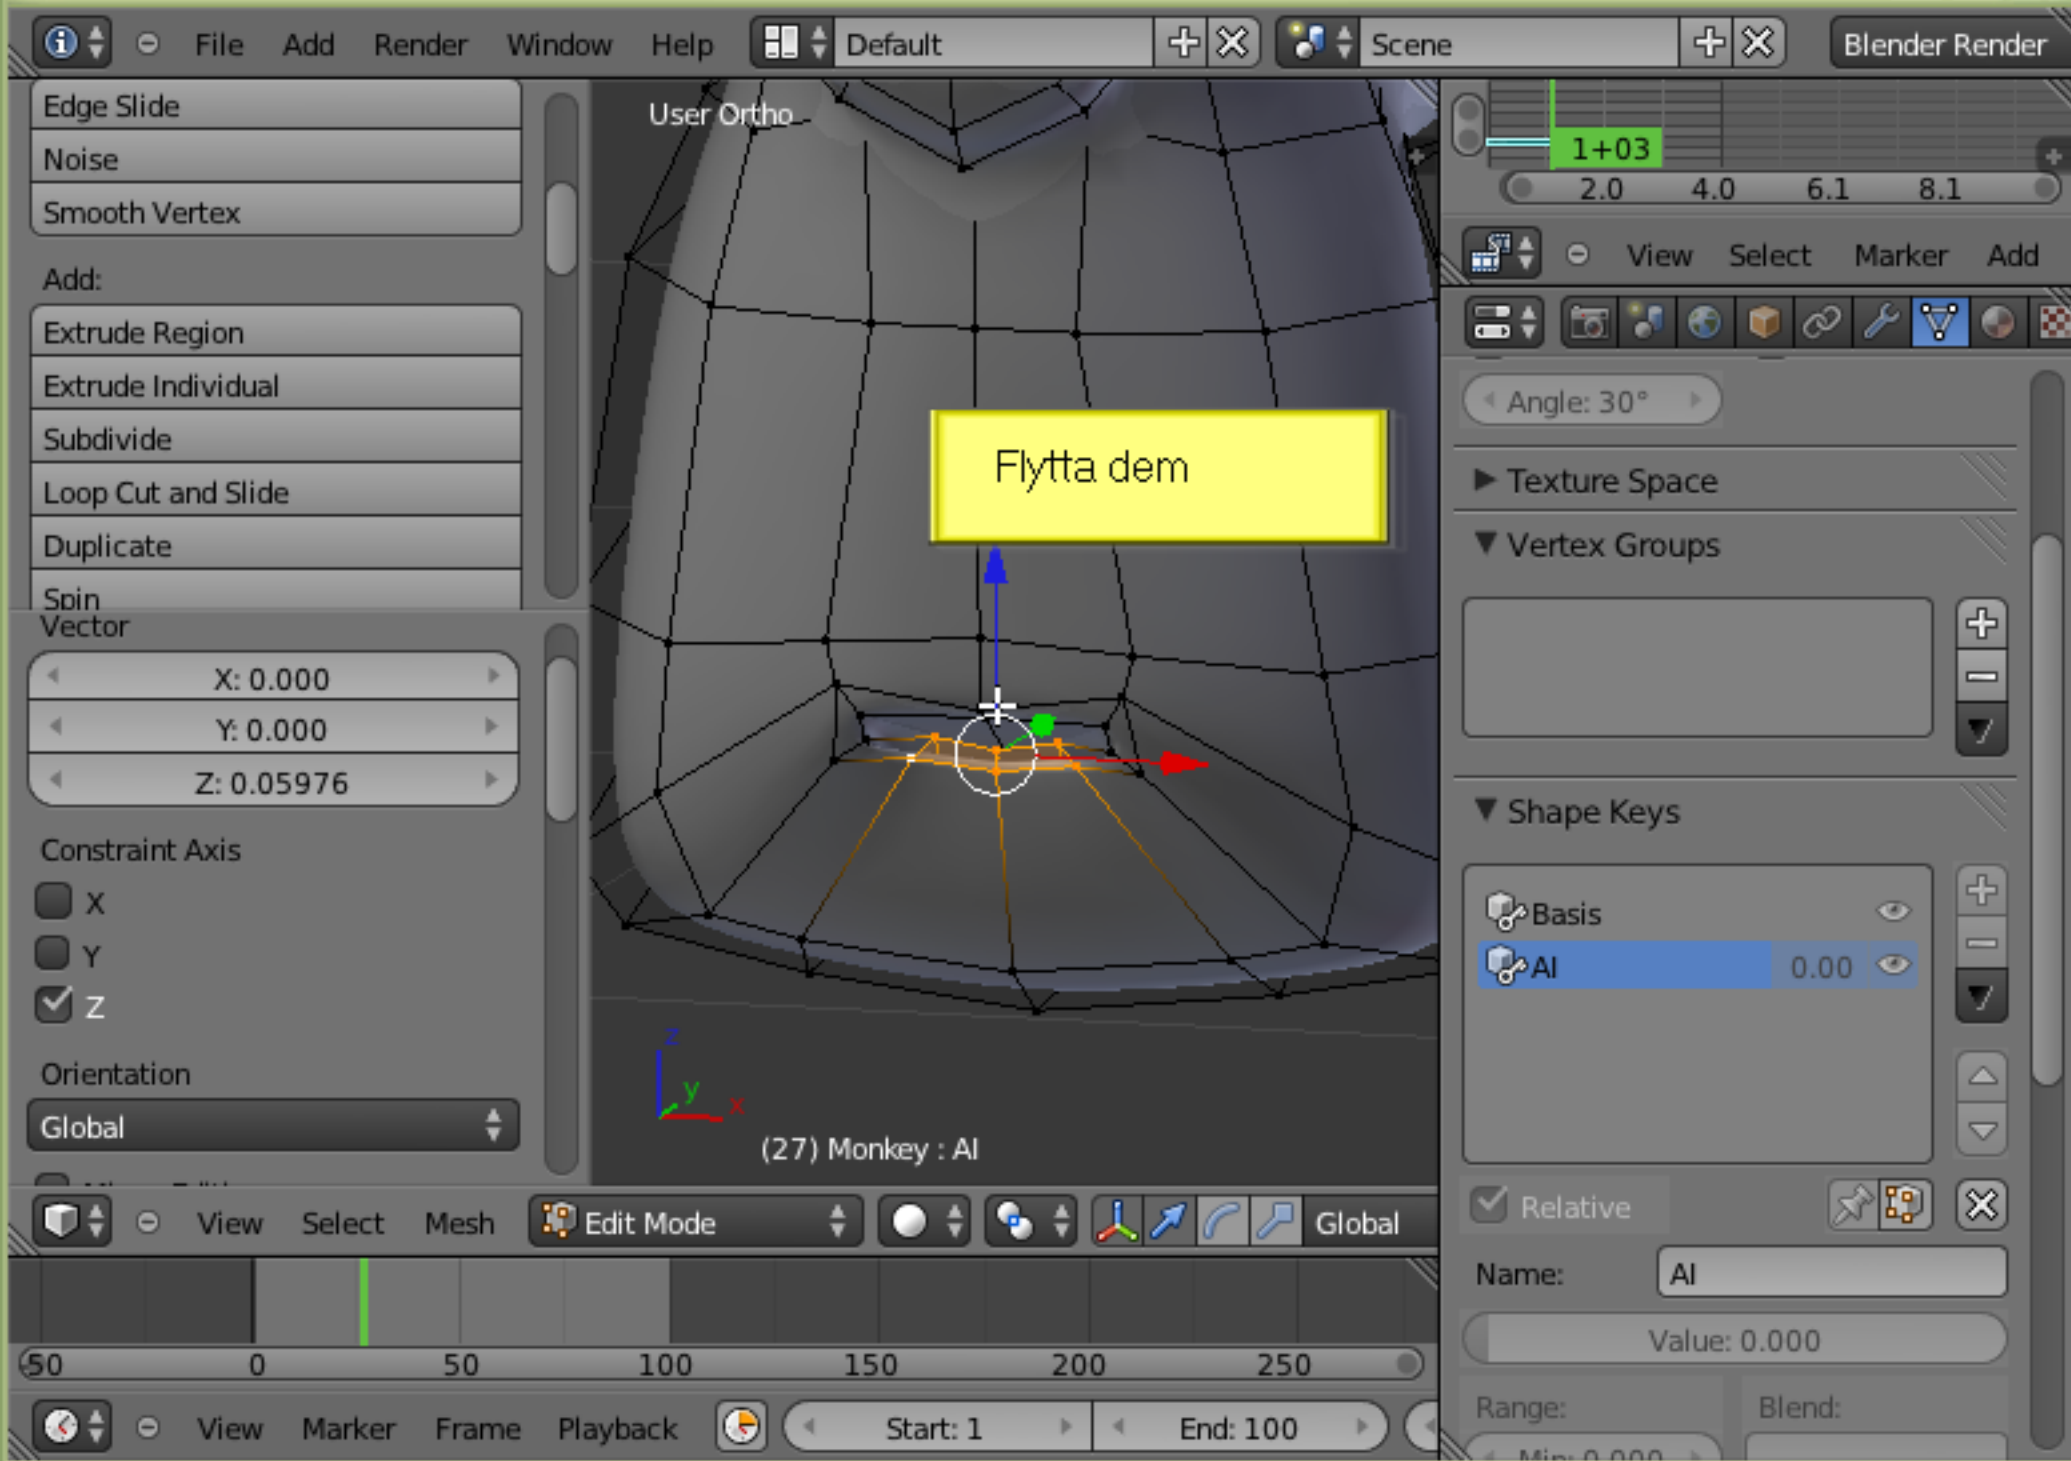 File Add Render Window Help Default Scene Blender Render
Edge Slide
Noise
Smooth Vertex
Add:
Extrude Region
Extrude Individual
Subdivide
Loop Cut and Slide
Duplicate
Spin
Vector
X: 0.000
Y: 0.000
Z: 0.05976
Constraint Axis
X
Y
Z
Orientation
Global
User Ortho
Flytta dem
z
y
x
(27) Monkey : AI
View Select Mesh Edit Mode Global
-50 0 50 100 150 200 250
View Marker Frame Playback Start: 1 End: 100
1+03
2.0 4.0 6.1 8.1
View Select Marker Add
Angle: 30°
Texture Space
Vertex Groups
Shape Keys
Basis
AI 0.00
Relative
Name: AI
Value: 0.000
Range: Blend:
Min: 0.000